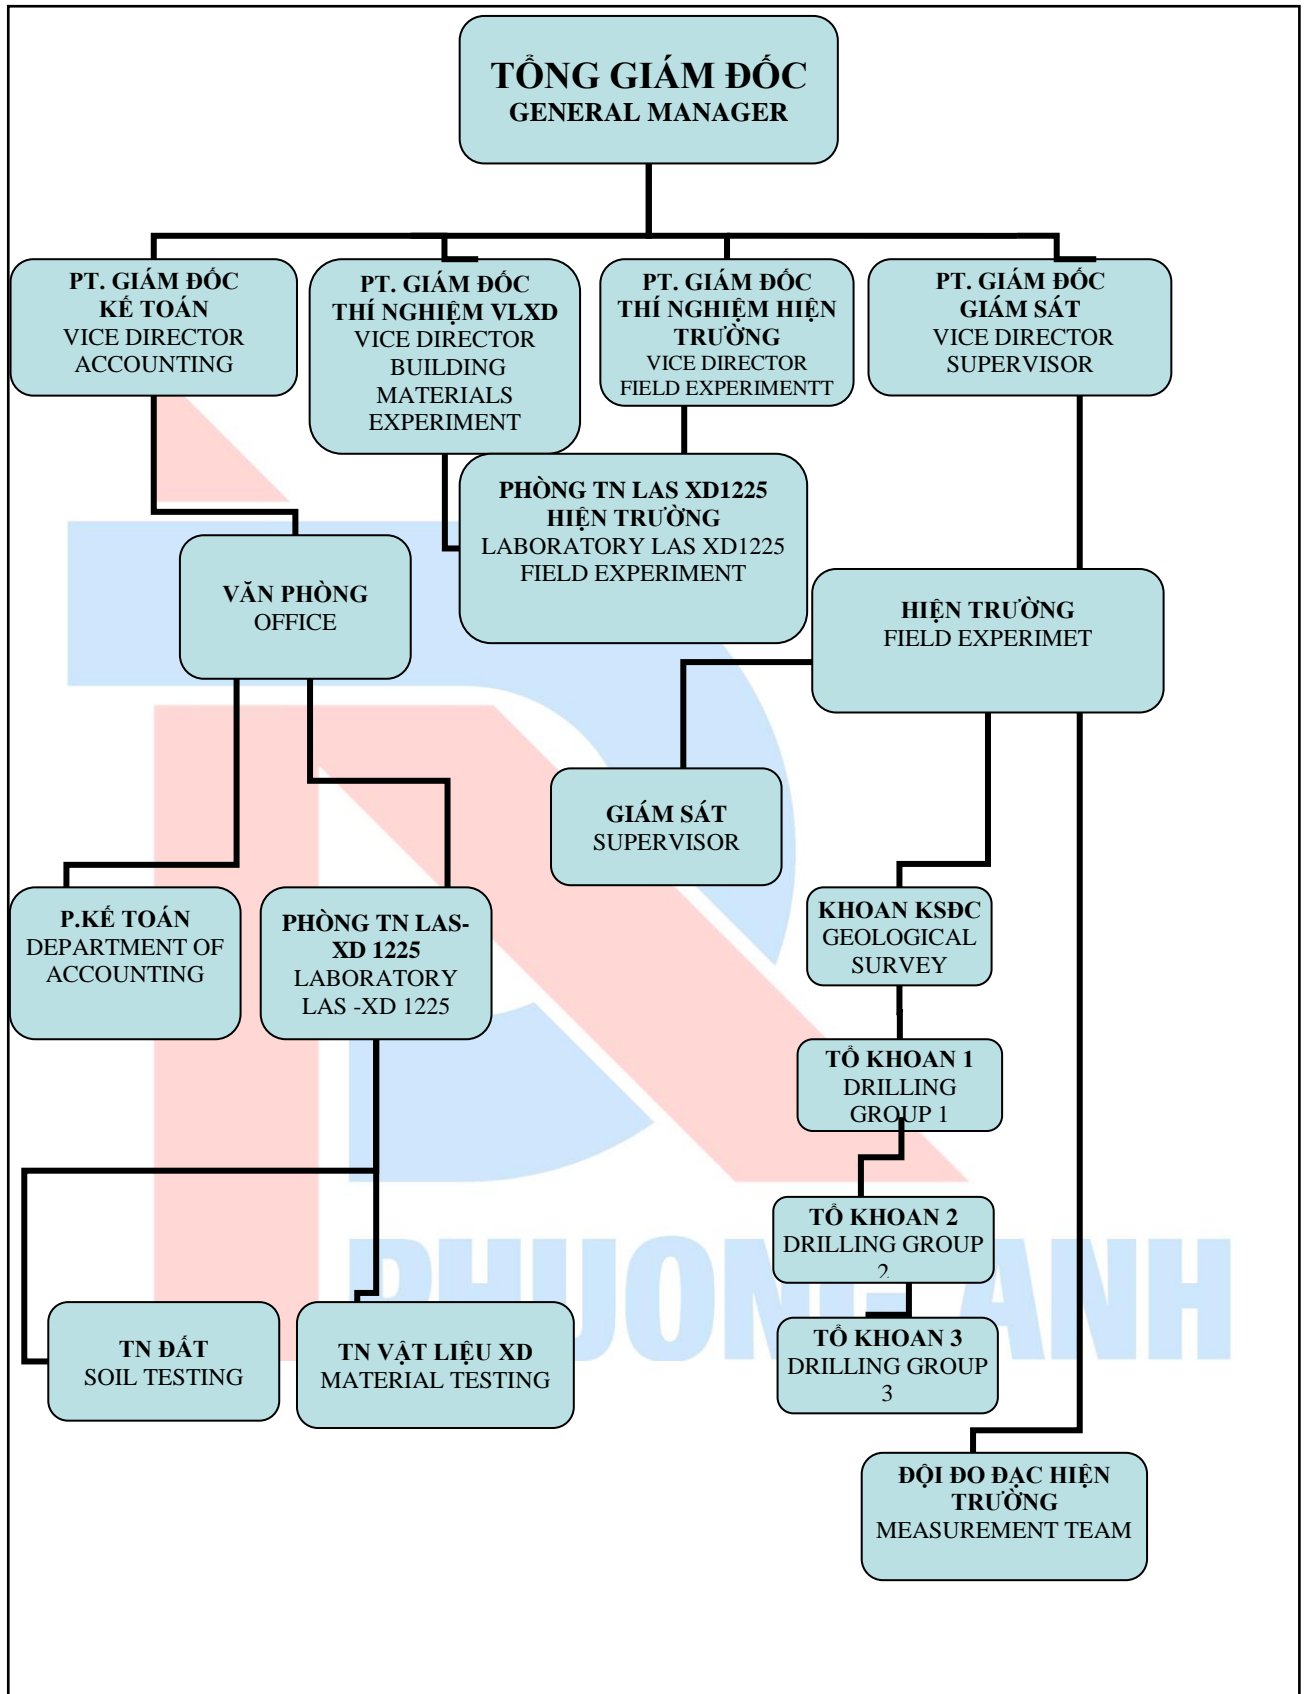 TỔNG GIÁM ĐỐC
GENERAL MANAGER
PT. GIÁM ĐỐC
KẾ TOÁN
VICE DIRECTOR
ACCOUNTING
PT. GIÁM ĐỐC
THÍ NGHIỆM VLXD
VICE DIRECTOR
BUILDING
MATERIALS
EXPERIMENT
PT. GIÁM ĐỐC
THÍ NGHIỆM HIỆN
TRƯỜNG
VICE DIRECTOR
FIELD EXPERIMENTT
PT. GIÁM ĐỐC
GIÁM SÁT
VICE DIRECTOR
SUPERVISOR
PHÒNG TN LAS XD1225
HIỆN TRƯỜNG
LABORATORY LAS XD1225
FIELD EXPERIMENT
VĂN PHÒNG
OFFICE
HIỆN TRƯỜNG
FIELD EXPERIMET
GIÁM SÁT
SUPERVISOR
P.KẾ TOÁN
DEPARTMENT OF
ACCOUNTING
PHÒNG TN LAS-
XD 1225
LABORATORY
LAS -XD 1225
KHOAN KSĐC
GEOLOGICAL
SURVEY
TỔ KHOAN 1
DRILLING
GROUP 1
TỔ KHOAN 2
DRILLING GROUP
2
TỔ KHOAN 3
DRILLING GROUP
3
TN ĐẤT
SOIL TESTING
TN VẬT LIỆU XD
MATERIAL TESTING
ĐỘI ĐO ĐẠC HIỆN
TRƯỜNG
MEASUREMENT TEAM
PHUONG ANH